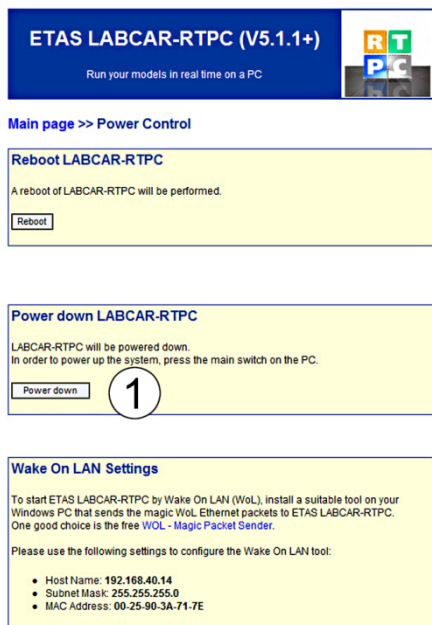 ETAS LABCAR-RTPC (V5.1.1+)
Run your models in real time on a PC
RT
PC
Main page >> Power Control
Reboot LABCAR-RTPC
A reboot of LABCAR-RTPC will be performed.
Reboot
Power down LABCAR-RTPC
LABCAR-RTPC will be powered down.
In order to power up the system, press the main switch on the PC.
Power down
1
Wake On LAN Settings
To start ETAS LABCAR-RTPC by Wake On LAN (WoL), install a suitable tool on your
Windows PC that sends the magic WoL Ethernet packets to ETAS LABCAR-RTPC.
One good choice is the free WOL - Magic Packet Sender.
Please use the following settings to configure the Wake On LAN tool:
• Host Name: 192.168.40.14
• Subnet Mask: 255.255.255.0
• MAC Address: 00-25-90-3A-71-7E